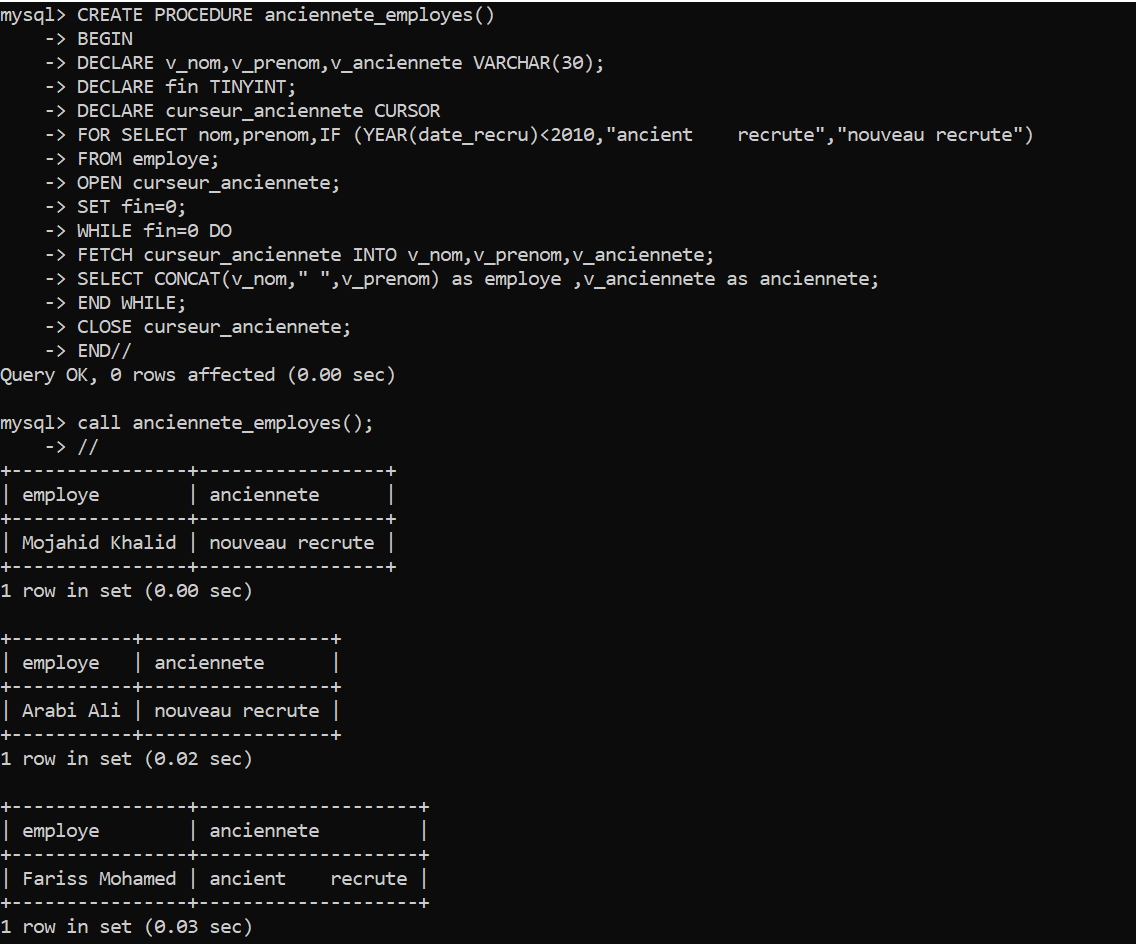 mysql> CREATE PROCEDURE anciennete_employes()
    -> BEGIN
    -> DECLARE v_nom,v_prenom,v_anciennete VARCHAR(30);
    -> DECLARE fin TINYINT;
    -> DECLARE curseur_anciennete CURSOR
    -> FOR SELECT nom,prenom,IF (YEAR(date_recru)<2010,"ancient    recrute","nouveau recrute")
    -> FROM employe;
    -> OPEN curseur_anciennete;
    -> SET fin=0;
    -> WHILE fin=0 DO
    -> FETCH curseur_anciennete INTO v_nom,v_prenom,v_anciennete;
    -> SELECT CONCAT(v_nom," ",v_prenom) as employe ,v_anciennete as anciennete;
    -> END WHILE;
    -> CLOSE curseur_anciennete;
    -> END//
Query OK, 0 rows affected (0.00 sec)

mysql> call anciennete_employes();
    -> //
+----------------+-----------------+
| employe        | anciennete      |
+----------------+-----------------+
| Mojahid Khalid | nouveau recrute |
+----------------+-----------------+
1 row in set (0.00 sec)

+-----------+-----------------+
| employe   | anciennete      |
+-----------+-----------------+
| Arabi Ali | nouveau recrute |
+-----------+-----------------+
1 row in set (0.02 sec)

+----------------+--------------------+
| employe        | anciennete         |
+----------------+--------------------+
| Fariss Mohamed | ancient    recrute |
+----------------+--------------------+
1 row in set (0.03 sec)